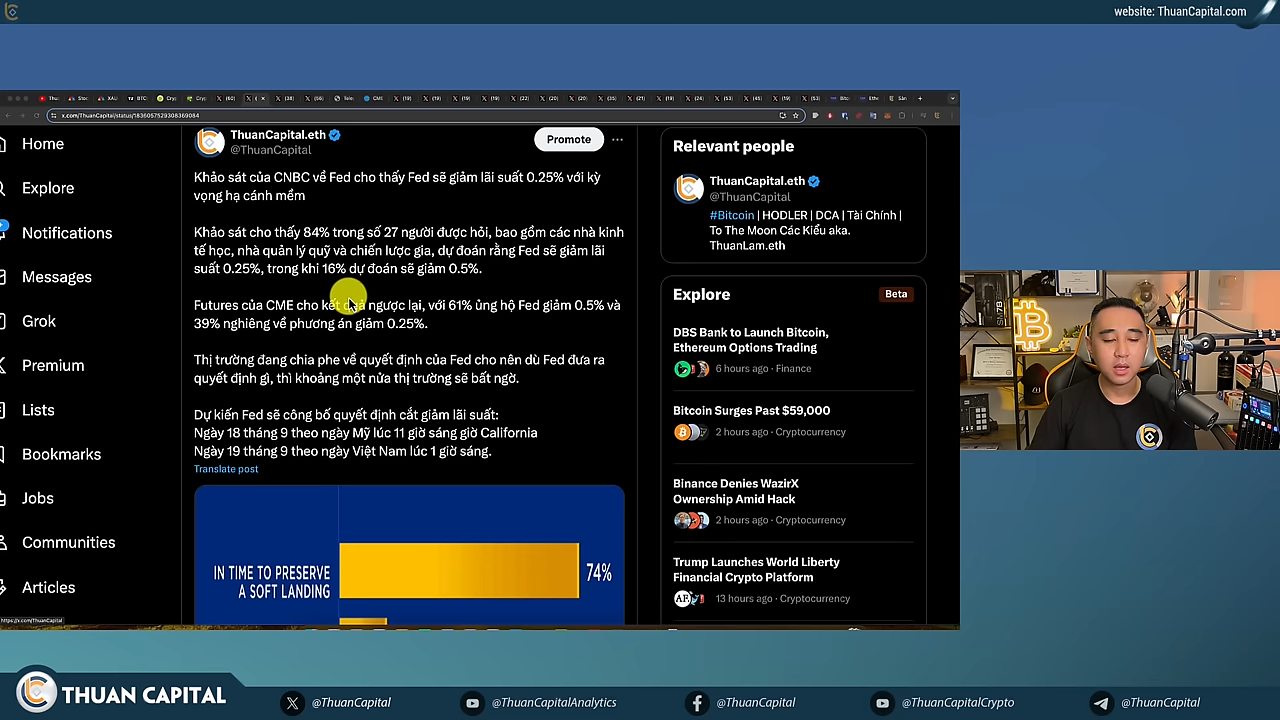 website: ThuanCapital.com
x.com/ThuanCapital/status/1836057529308369084
Home
Explore
Notifications
Messages
Grok
Premium
Lists
Bookmarks
Jobs
Communities
Articles
https://x.com/ThuanCapital
ThuanCapital.eth
@ThuanCapital
Promote
Khảo sát của CNBC về Fed cho thấy Fed sẽ giảm lãi suất 0.25% với kỳ
vọng hạ cánh mềm
Khảo sát cho thấy 84% trong số 27 người được hỏi, bao gồm các nhà kinh
tế học, nhà quản lý quỹ và chiến lược gia, dự đoán rằng Fed sẽ giảm lãi
suất 0.25%, trong khi 16% dự đoán sẽ giảm 0.5%.
Futures của CME cho kết quả ngược lại, với 61% ủng hộ Fed giảm 0.5% và
39% nghiêng về phương án giảm 0.25%.
Thị trường đang chia phe về quyết định của Fed cho nên dù Fed đưa ra
quyết định gì, thì khoảng một nửa thị trường sẽ bất ngờ.
Dự kiến Fed sẽ công bố quyết định cắt giảm lãi suất:
Ngày 18 tháng 9 theo ngày Mỹ lúc 11 giờ sáng giờ California
Ngày 19 tháng 9 theo ngày Việt Nam lúc 1 giờ sáng.
Translate post
IN TIME TO PRESERVE
A SOFT LANDING
74%
Relevant people
ThuanCapital.eth
@ThuanCapital
#Bitcoin | HODLER | DCA | Tài Chính |
To The Moon Các Kiểu aka.
ThuanLam.eth
Explore
Beta
DBS Bank to Launch Bitcoin,
Ethereum Options Trading
6 hours ago · Finance
Bitcoin Surges Past $59,000
2 hours ago · Cryptocurrency
Binance Denies WazirX
Ownership Amid Hack
2 hours ago · Cryptocurrency
Trump Launches World Liberty
Financial Crypto Platform
13 hours ago · Cryptocurrency
THUAN CAPITAL
@ThuanCapital
@ThuanCapitalAnalytics
@ThuanCapital
@ThuanCapitalCrypto
@ThuanCapital